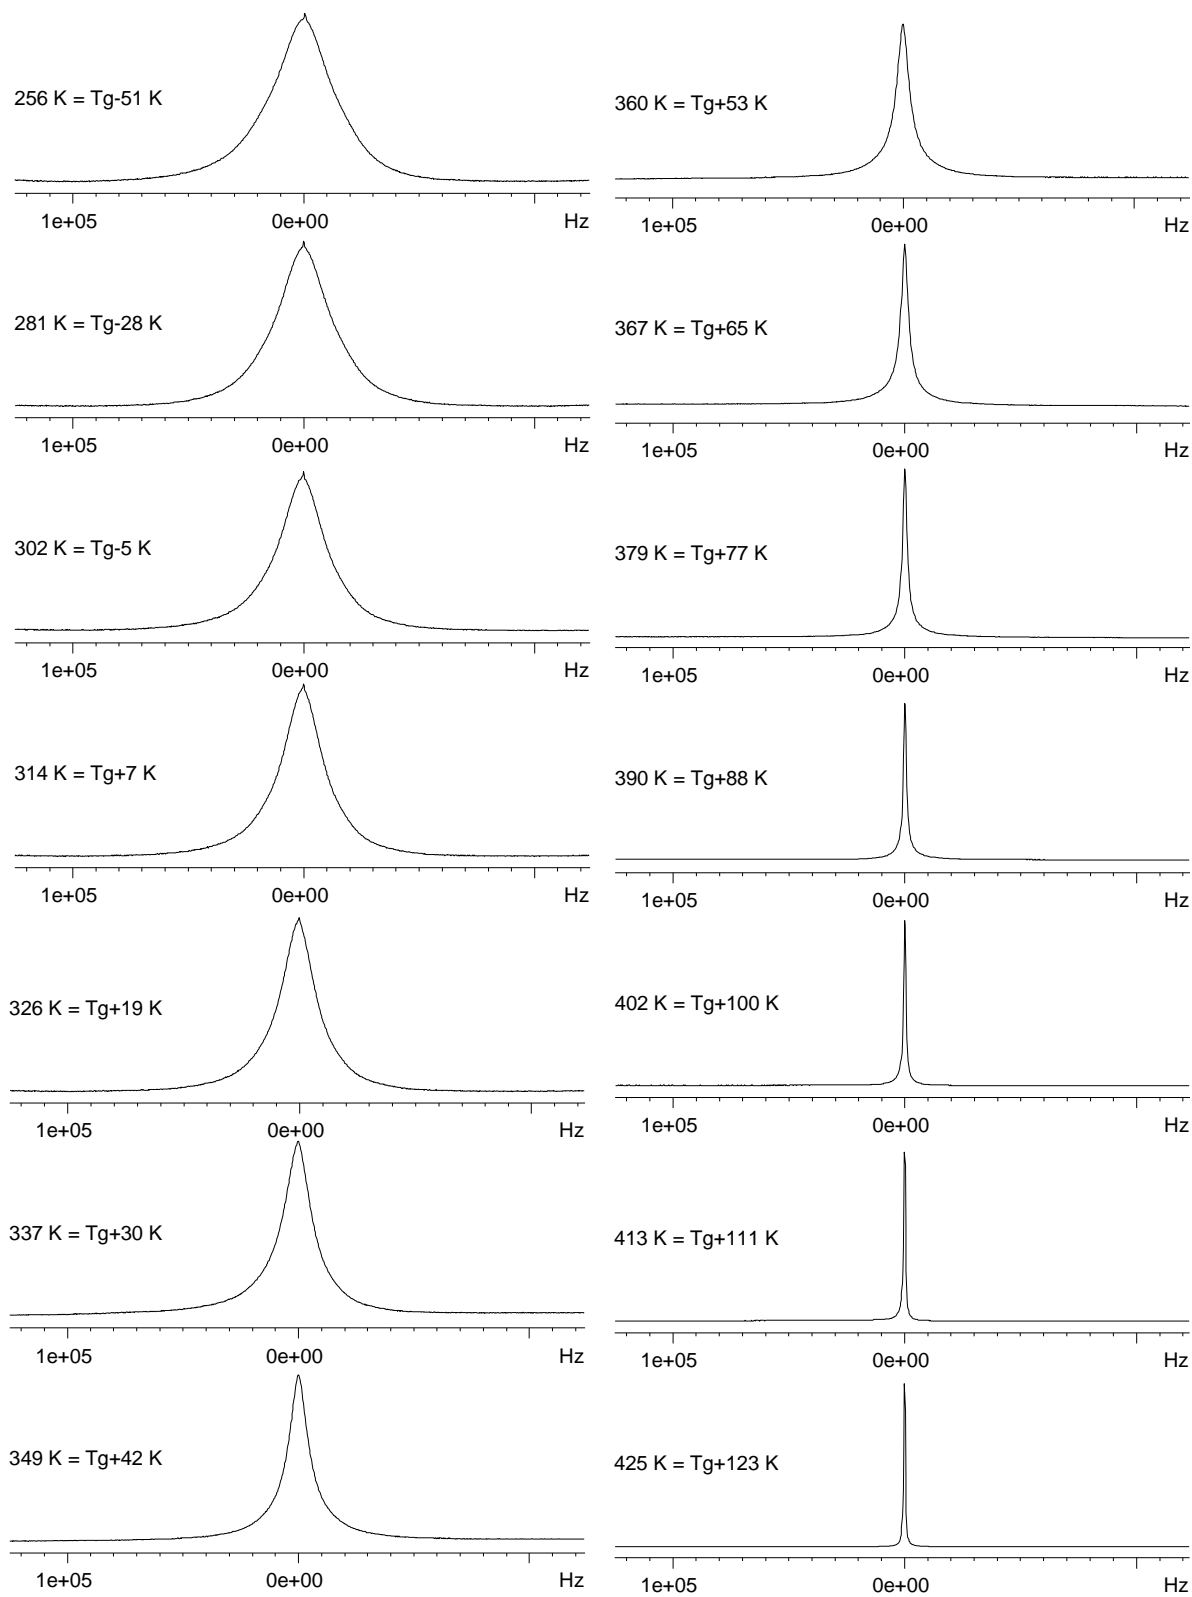 256 K = Tg-51 K
1e+05 0e+00 Hz
281 K = Tg-28 K
1e+05 0e+00 Hz
302 K = Tg-5 K
1e+05 0e+00 Hz
314 K = Tg+7 K
1e+05 0e+00 Hz
326 K = Tg+19 K
1e+05 0e+00 Hz
337 K = Tg+30 K
1e+05 0e+00 Hz
349 K = Tg+42 K
1e+05 0e+00 Hz
360 K = Tg+53 K
1e+05 0e+00 Hz
367 K = Tg+65 K
1e+05 0e+00 Hz
379 K = Tg+77 K
1e+05 0e+00 Hz
390 K = Tg+88 K
1e+05 0e+00 Hz
402 K = Tg+100 K
1e+05 0e+00 Hz
413 K = Tg+111 K
1e+05 0e+00 Hz
425 K = Tg+123 K
1e+05 0e+00 Hz